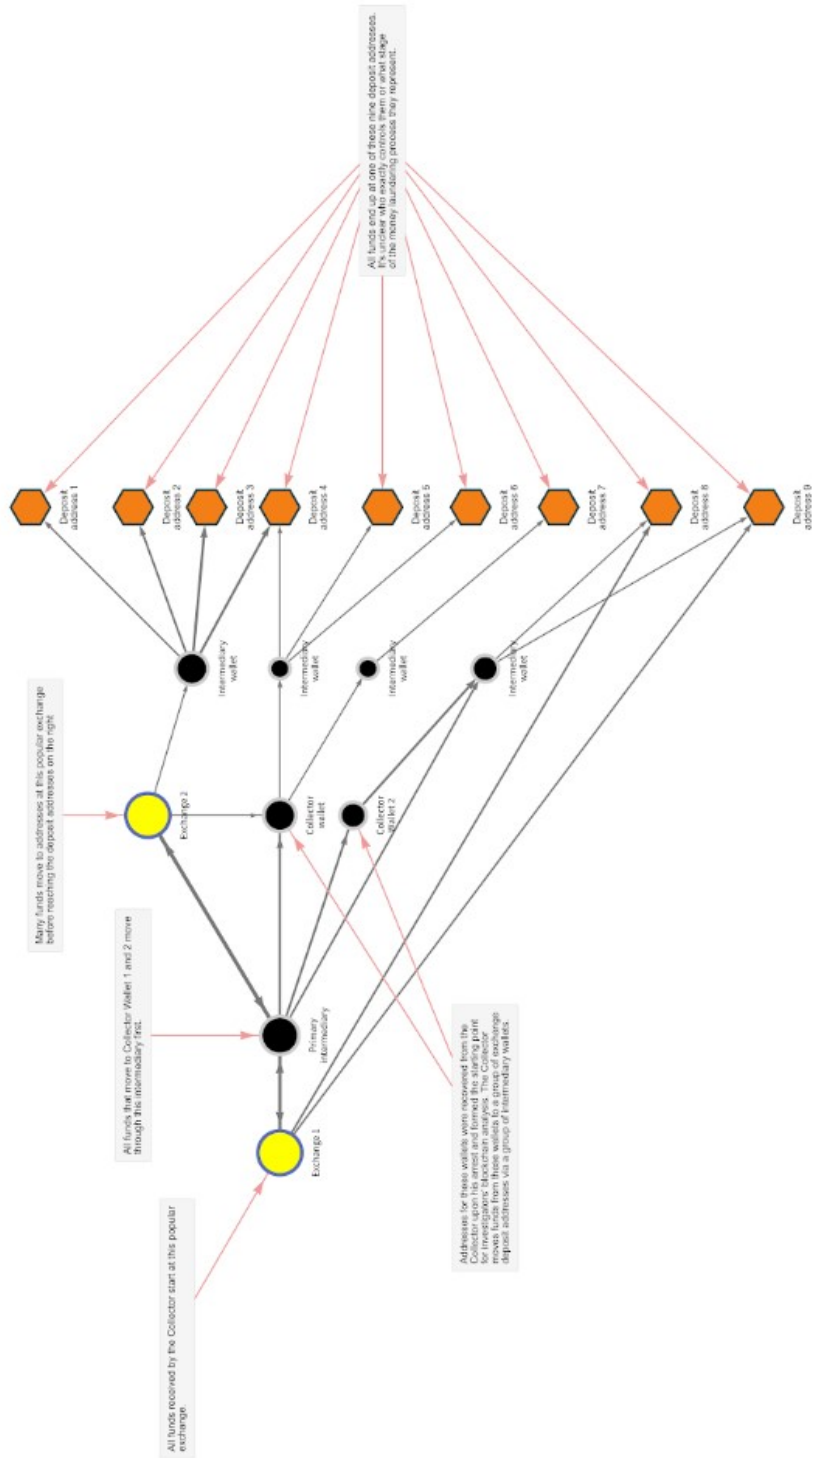 All funds received by the Collector start at this popular
exchange.
All funds that move to Collector Wallet 1 and 2 move
through this intermediary first.
Many funds move to addresses at this popular exchange
before reaching the deposit addresses on the right
Addresses for these wallets were recovered from the
Collector upon his arrest and formed the starting point
for investigators' blockchain analysis. The Collector
moves funds from these wallets to a group of exchange
deposit addresses via a group of intermediary wallets.
All funds end up at one of these nine deposit addresses.
It's unclear who exactly controls them or what stage
of the money laundering process they represent.
Exchange 1
Primary
intermediary
Exchange 2
Collector
wallet
Collector
Wallet 2
Intermediary
wallet
Intermediary
wallet
Intermediary
wallet
Intermediary
wallet
Deposit
address 1
Deposit
address 2
Deposit
address 3
Deposit
address 4
Deposit
address 5
Deposit
address 6
Deposit
address 7
Deposit
address 8
Deposit
address 9